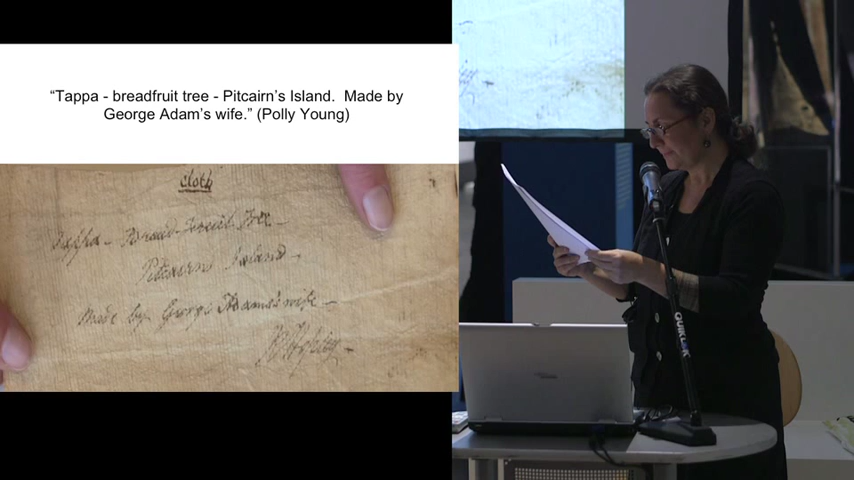 “Tappa - breadfruit tree - Pitcairn’s Island.  Made by
George Adam’s wife.” (Polly Young)
cloth
Tappa - Bread-fruit Tree -
Pitcairns Island -
Made by George Adams's wife -
QUIKLOK